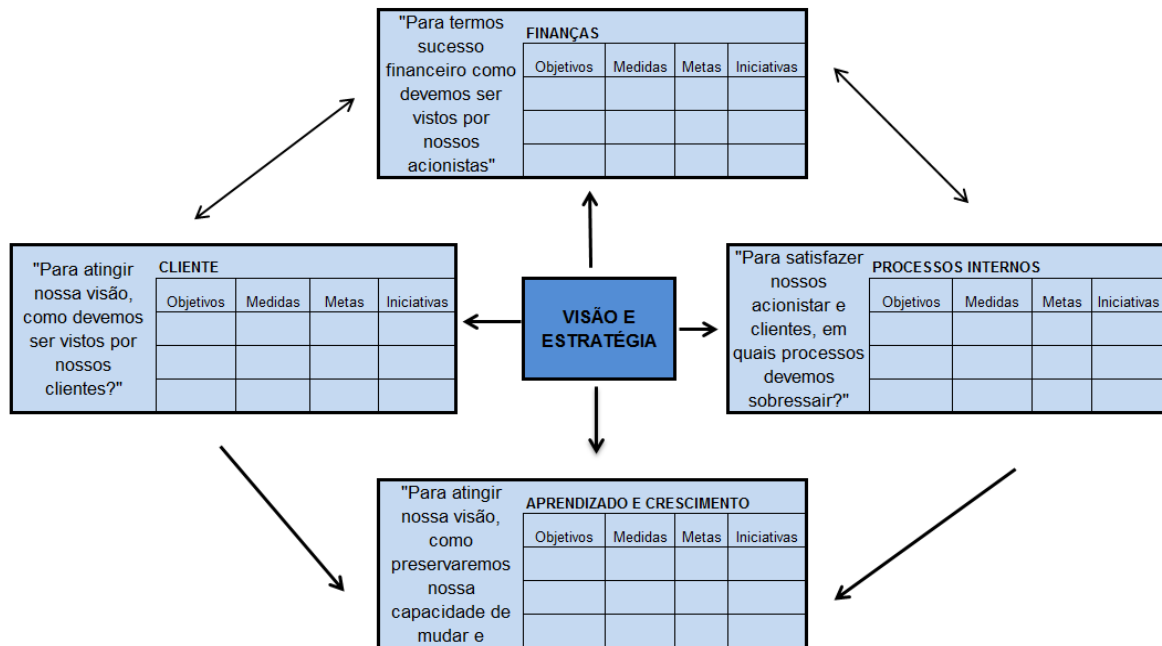 "Para termos
sucesso
financeiro como
devemos ser
vistos por
nossos
acionistas"
FINANÇAS
Objetivos Medidas Metas Iniciativas
"Para atingir
nossa visão,
como devemos
ser vistos por
nossos
clientes?"
CLIENTE
Objetivos Medidas Metas Iniciativas
VISÃO E
ESTRATÉGIA
"Para satisfazer
nossos
acionistar e
clientes, em
quais processos
devemos
sobressair?"
PROCESSOS INTERNOS
Objetivos Medidas Metas Iniciativas
"Para atingir
nossa visão,
como
preservaremos
nossa
capacidade de
mudar e
APRENDIZADO E CRESCIMENTO
Objetivos Medidas Metas Iniciativas